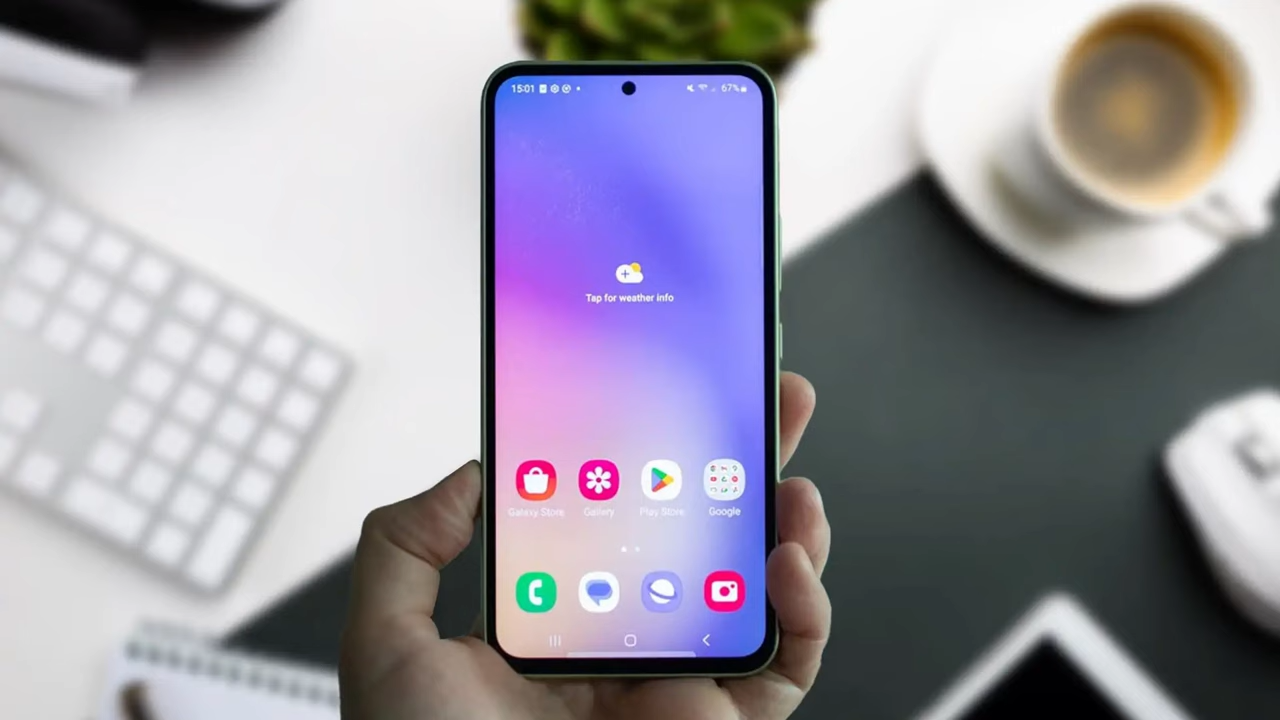 15:01
67%
Tap for weather info
Galaxy Store
Gallery
Play Store
Google